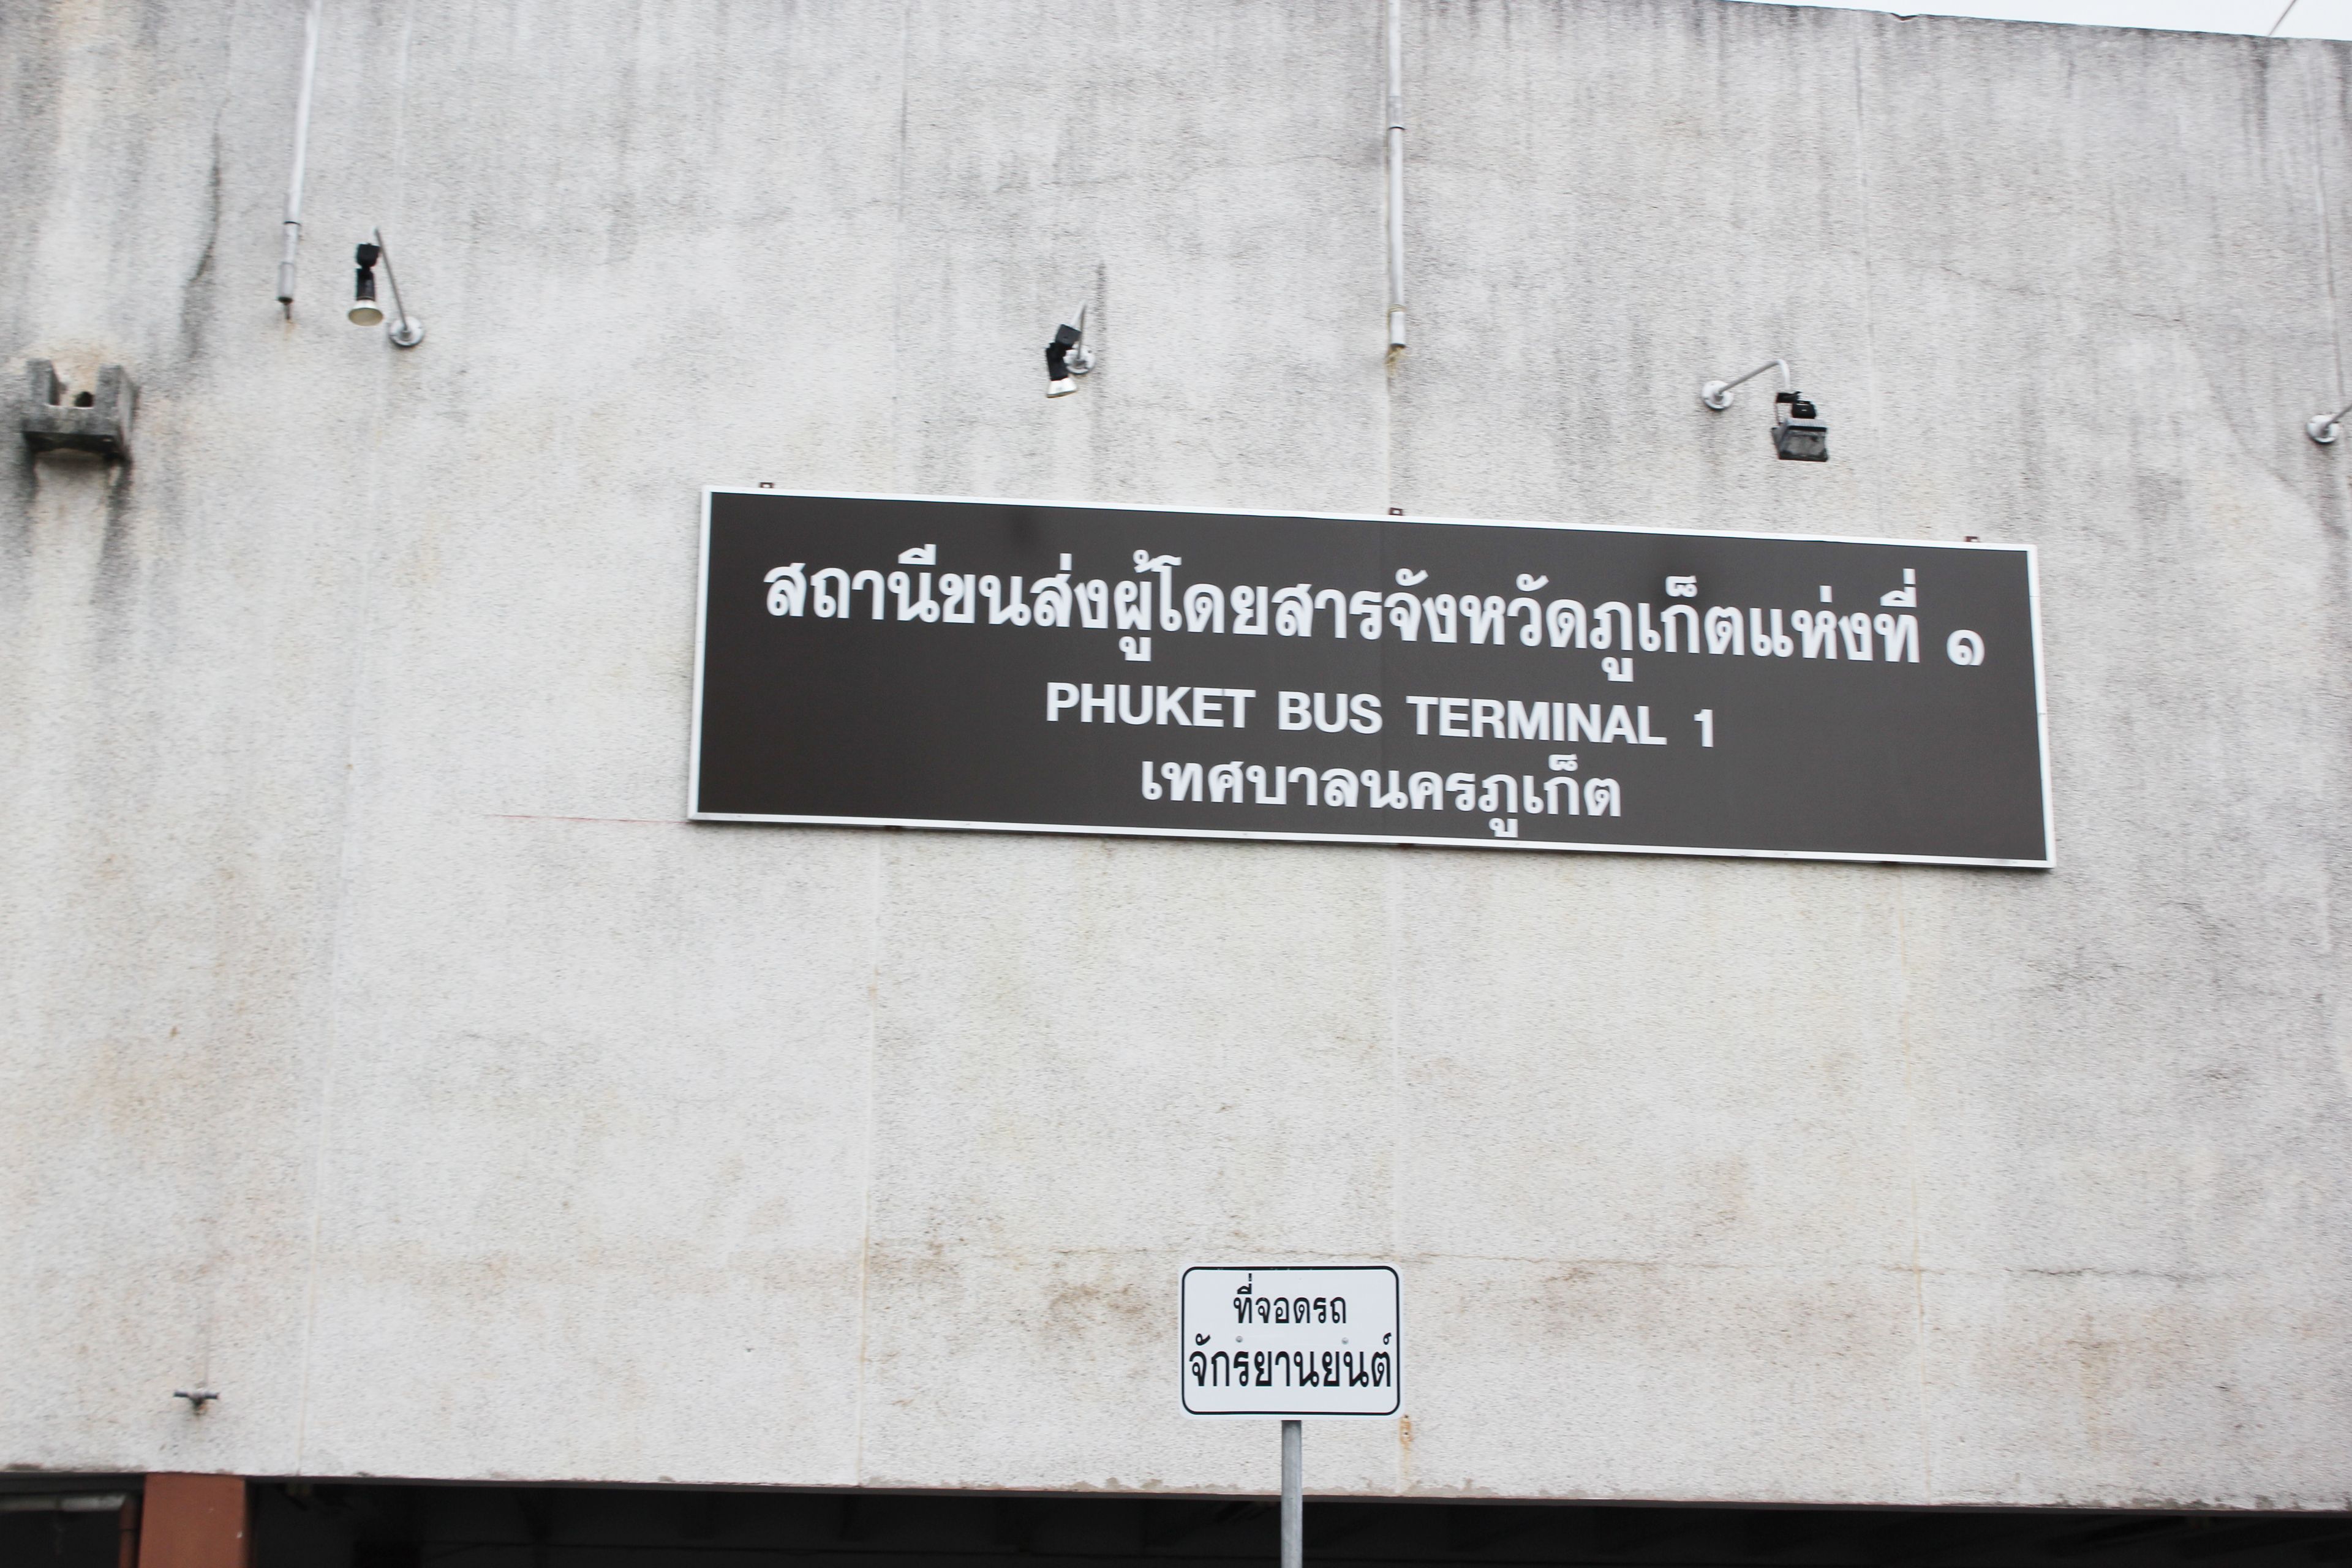 สถานีขนส่งผู้โดยสารจังหวัดภูเก็ตแห่งที่ ๑
PHUKET BUS TERMINAL 1
เทศบาลนครภูเก็ต
ที่จอดรถ
จักรยานยนต์